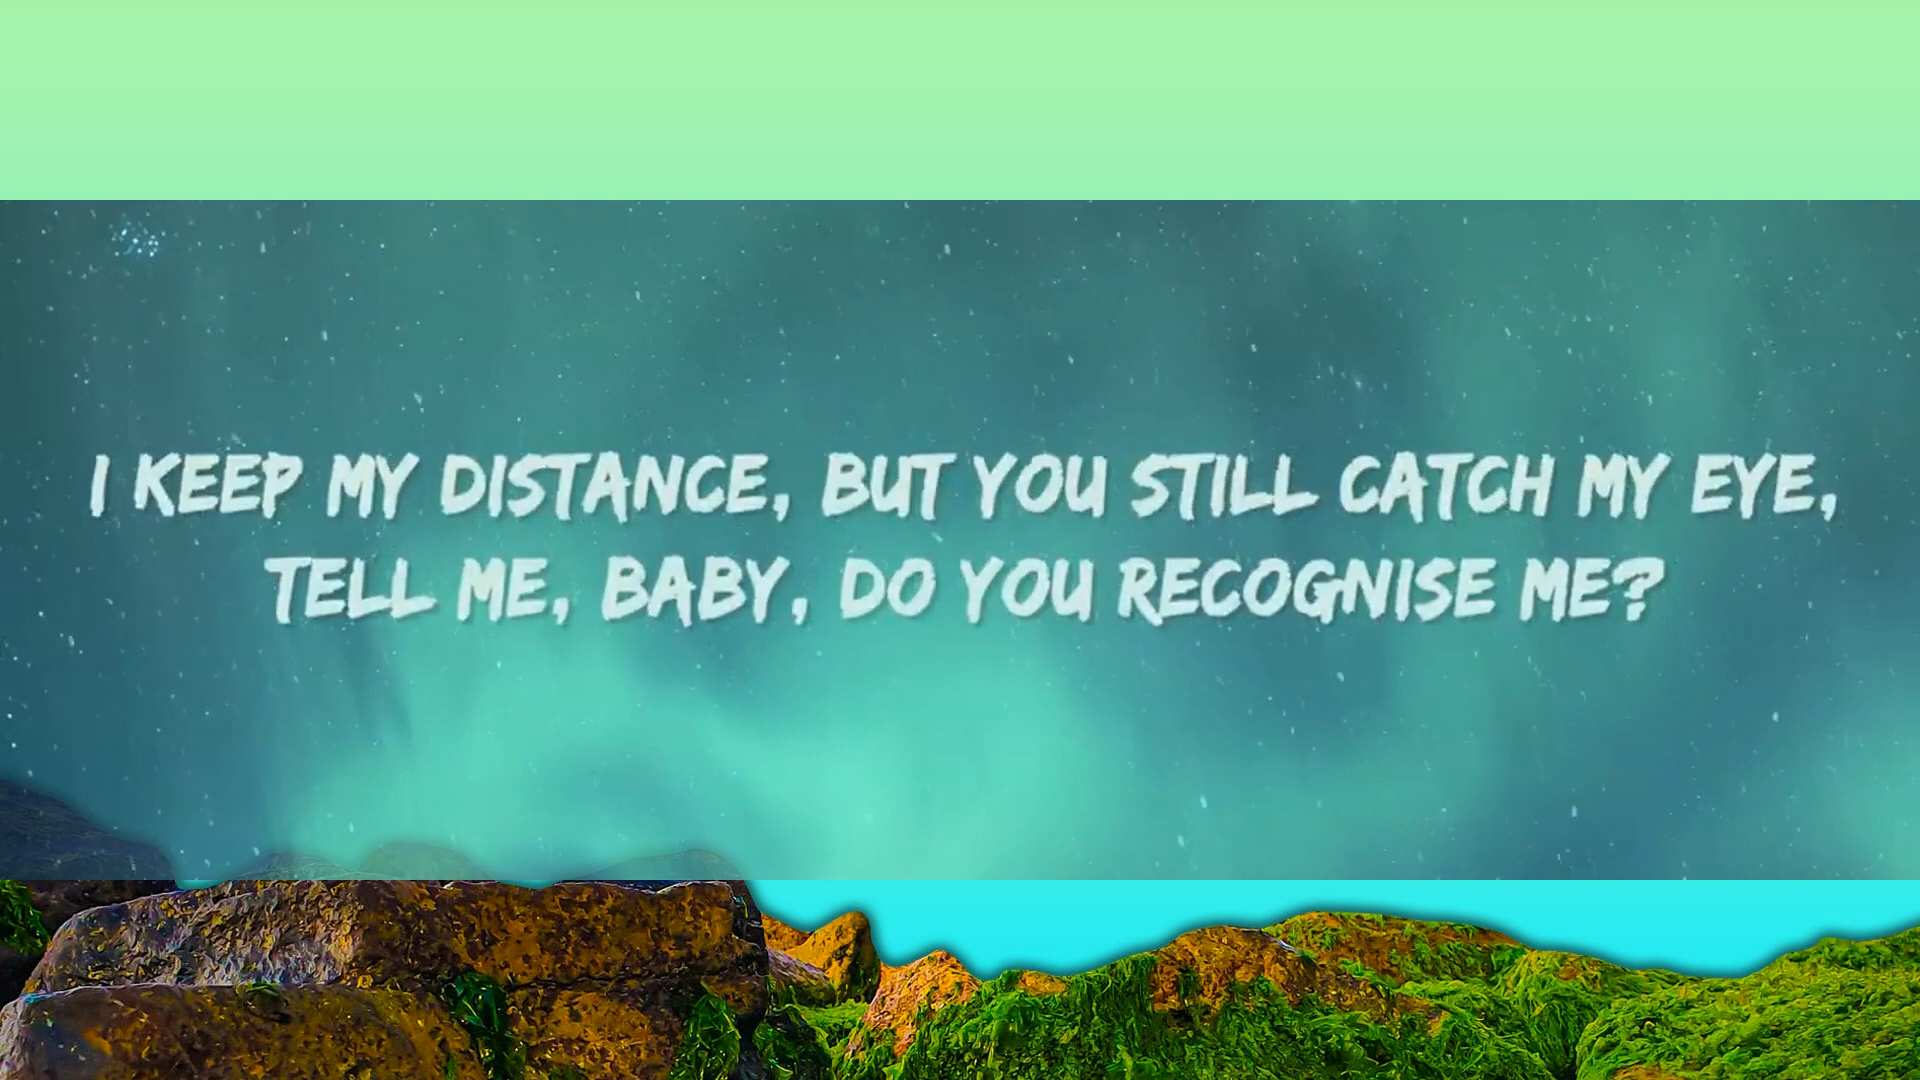 I KEEP MY DISTANCE, BUT YOU STILL CATCH MY EYE,
TELL ME, BABY, DO YOU RECOGNISE ME?